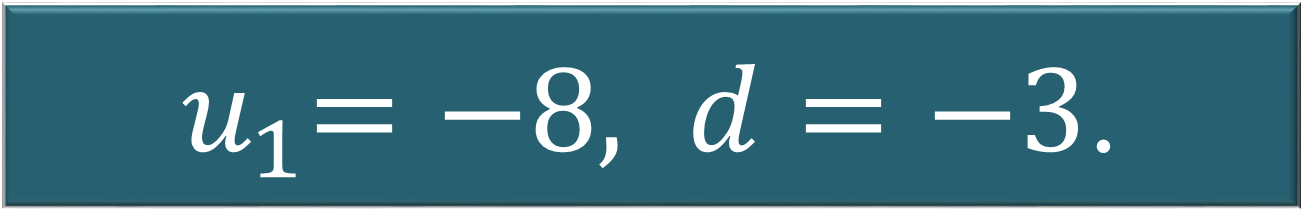 u₁= −8, d = −3.